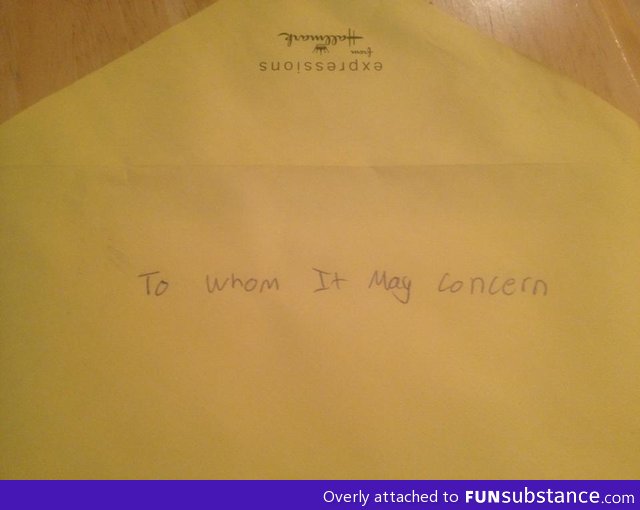 expressions
from
Hallmark
To Whom It May Concern
Overly attached to FUNsubstance.com